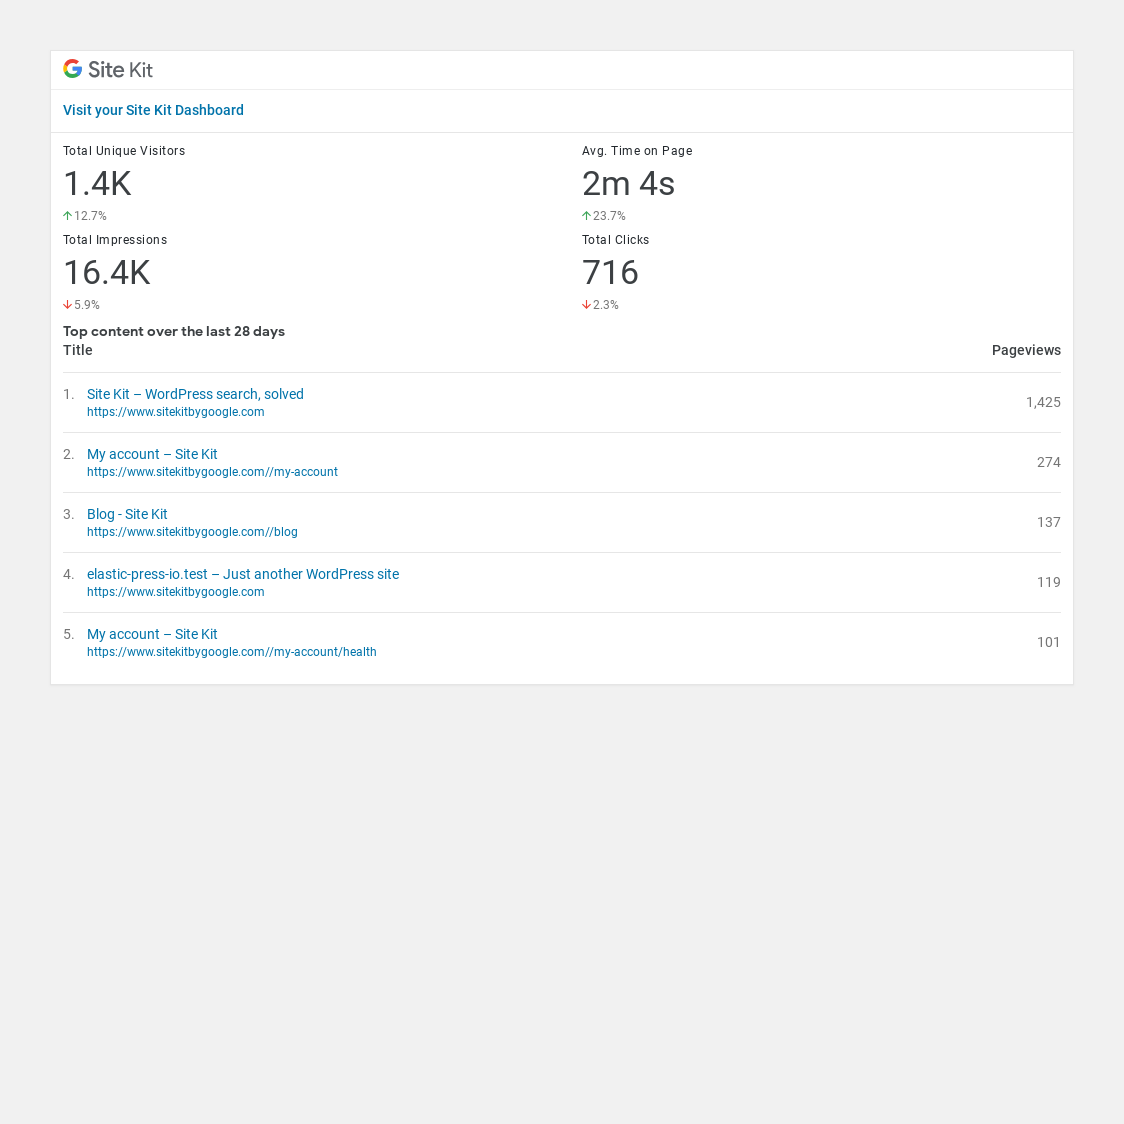 Site Kit
Visit your Site Kit Dashboard
Total Unique Visitors
1.4K
12.7%
Avg. Time on Page
2m 4s
23.7%
Total Impressions
16.4K
5.9%
Total Clicks
716
2.3%
Top content over the last 28 days
Title Pageviews
1. Site Kit – WordPress search, solved
https://www.sitekitbygoogle.com
1,425
2. My account – Site Kit
https://www.sitekitbygoogle.com//my-account
274
3. Blog - Site Kit
https://www.sitekitbygoogle.com//blog
137
4. elastic-press-io.test – Just another WordPress site
https://www.sitekitbygoogle.com
119
5. My account – Site Kit
https://www.sitekitbygoogle.com//my-account/health
101